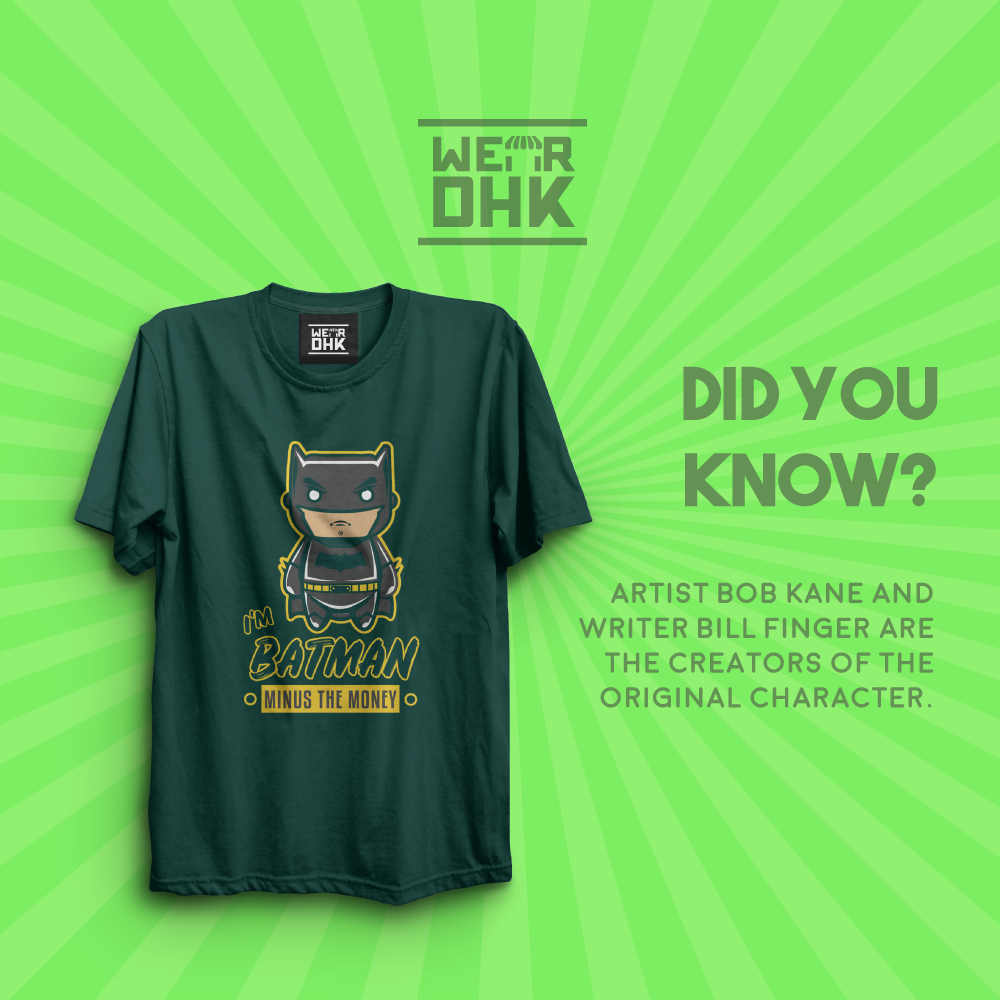 WEAR
DHK
WEAR
DHK
DID YOU
KNOW?
ARTIST BOB KANE AND
WRITER BILL FINGER ARE
THE CREATORS OF THE
ORIGINAL CHARACTER.
I'M
BATMAN
MINUS THE MONEY